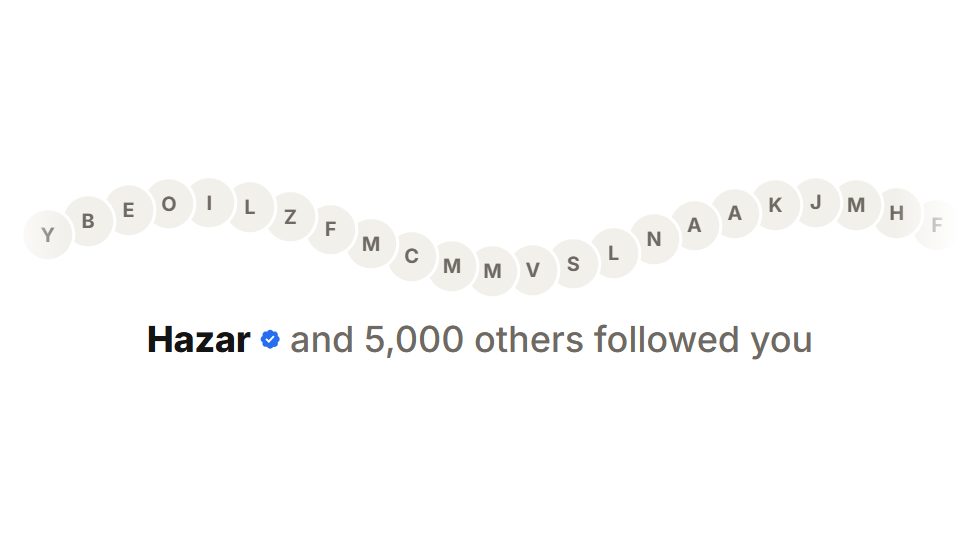 Y B E O I L Z F M C M M V S L N A A K J M H F
Hazar and 5,000 others followed you